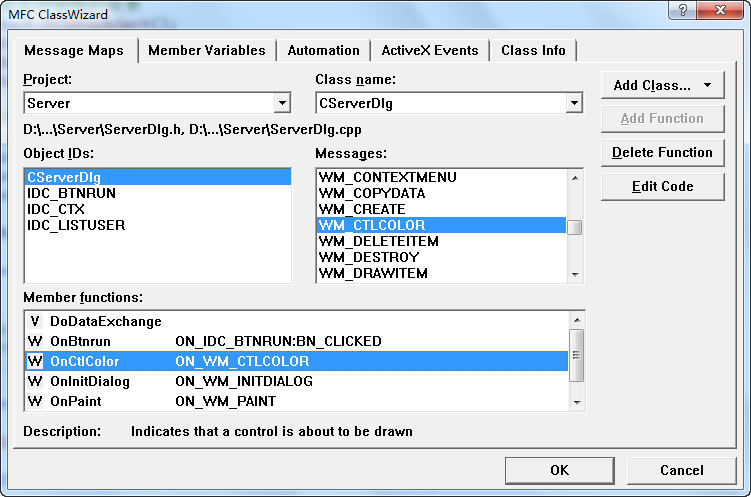 MFC ClassWizard
Message Maps
Member Variables
Automation
ActiveX Events
Class Info
Project:
Class name:
Server
CServerDlg
Add Class...
Add Function
D:\...\Server\ServerDlg.h, D:\...\Server\ServerDlg.cpp
Object IDs:
Messages:
Delete Function
Edit Code
CServerDlg
IDC_BTNRUN
IDC_CTX
IDC_LISTUSER
WM_CONTEXTMENU
WM_COPYDATA
WM_CREATE
WM_CTLCOLOR
WM_DELETEITEM
WM_DESTROY
WM_DRAWITEM
Member functions:
V DoDataExchange
W OnBtnrun ON_IDC_BTNRUN:BN_CLICKED
W OnCtlColor ON_WM_CTLCOLOR
W OnInitDialog ON_WM_INITDIALOG
W OnPaint ON_WM_PAINT
Description: Indicates that a control is about to be drawn
OK
Cancel